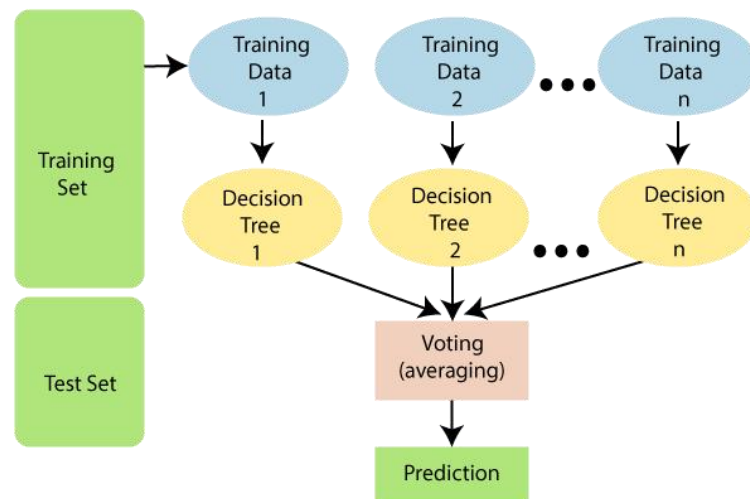 Training
Set
Training
Data
1
Training
Data
2
Training
Data
n
Decision
Tree
1
Decision
Tree
2
Decision
Tree
n
Test Set
Voting
(averaging)
Prediction